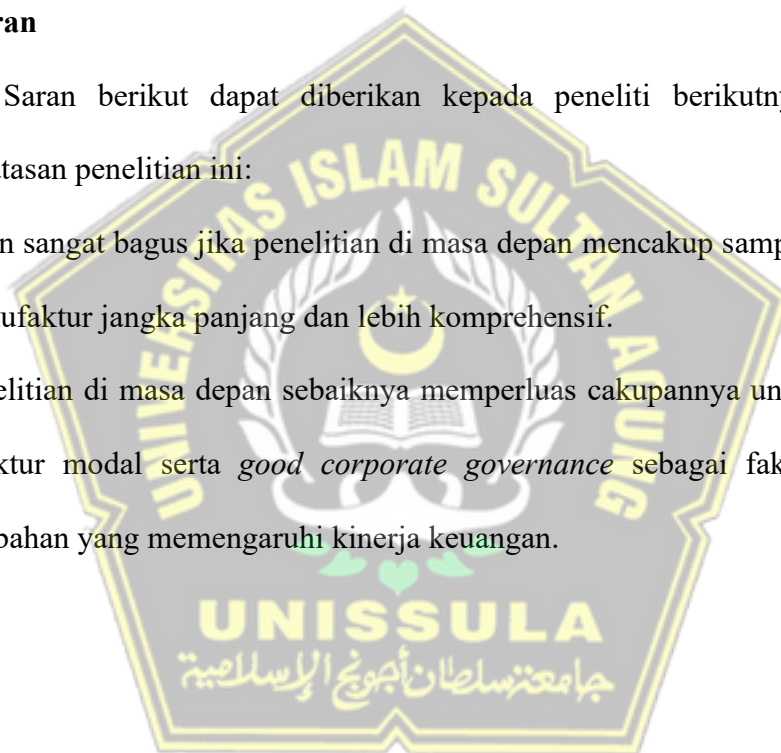 ran
Saran berikut dapat diberikan kepada peneliti berikutny
tasan penelitian ini:
n sangat bagus jika penelitian di masa depan mencakup samp
ufaktur jangka panjang dan lebih komprehensif.
elitian di masa depan sebaiknya memperluas cakupannya un
ktur modal serta good corporate governance sebagai fak
bahan yang memengaruhi kinerja keuangan.
UNIVERSITAS ISLAM SULTAN AGUNG
UNISSULA
جامعة سلطان أجونج الإسلامية